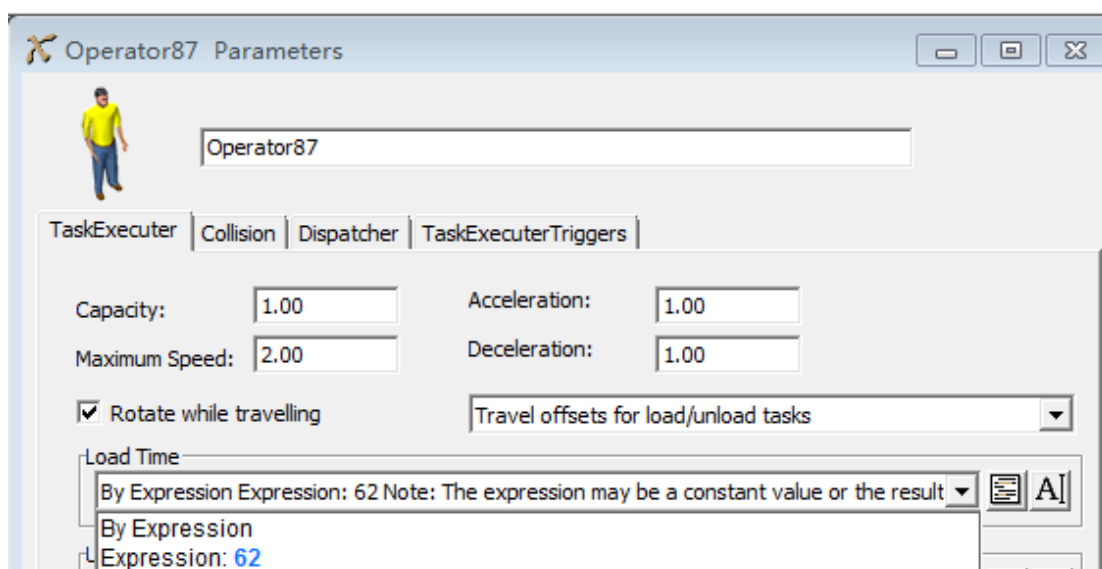 Operator87 Parameters
Operator87
TaskExecuter Collision Dispatcher TaskExecuterTriggers
Capacity: 1.00 Acceleration: 1.00
Maximum Speed: 2.00 Deceleration: 1.00
Rotate while travelling Travel offsets for load/unload tasks
Load Time
By Expression Expression: 62 Note: The expression may be a constant value or the result
By Expression
Expression: 62